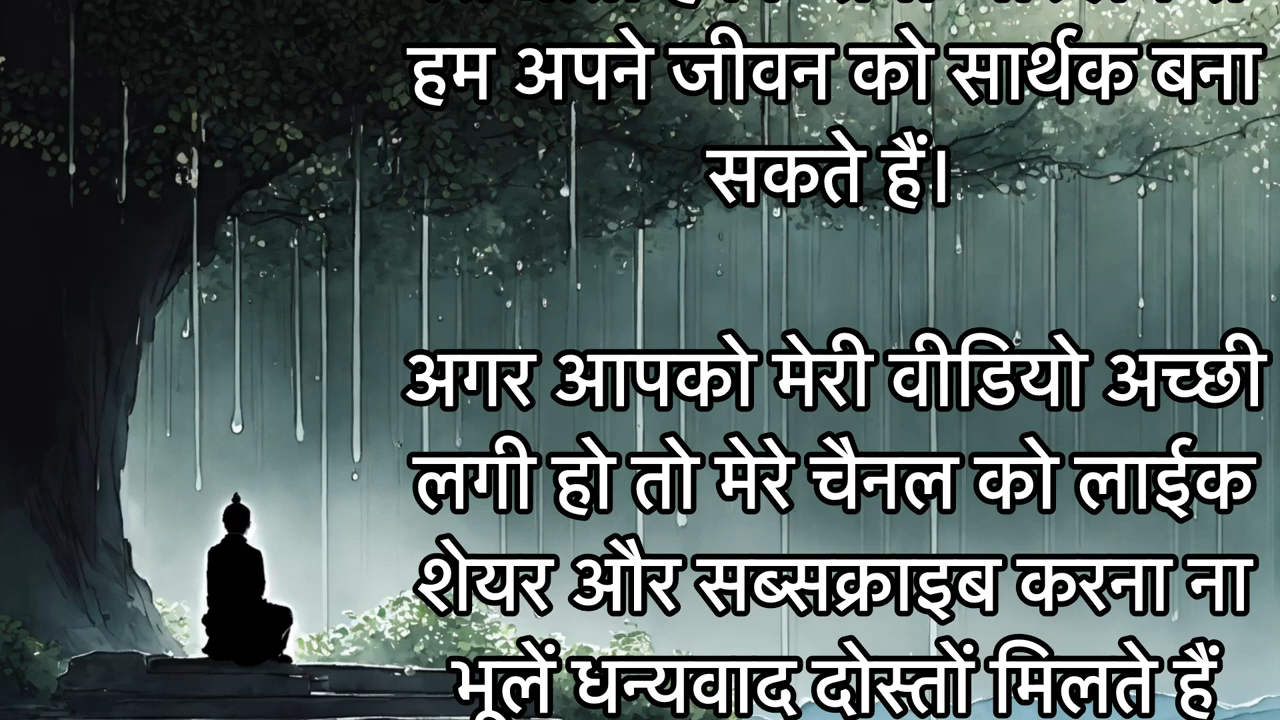 हम अपने जीवन को सार्थक बना
सकते हैं।
अगर आपको मेरी वीडियो अच्छी
लगी हो तो मेरे चैनल को लाईक
शेयर और सब्सक्राइब करना ना
भूलें धन्यवाद दोस्तों मिलते हैं